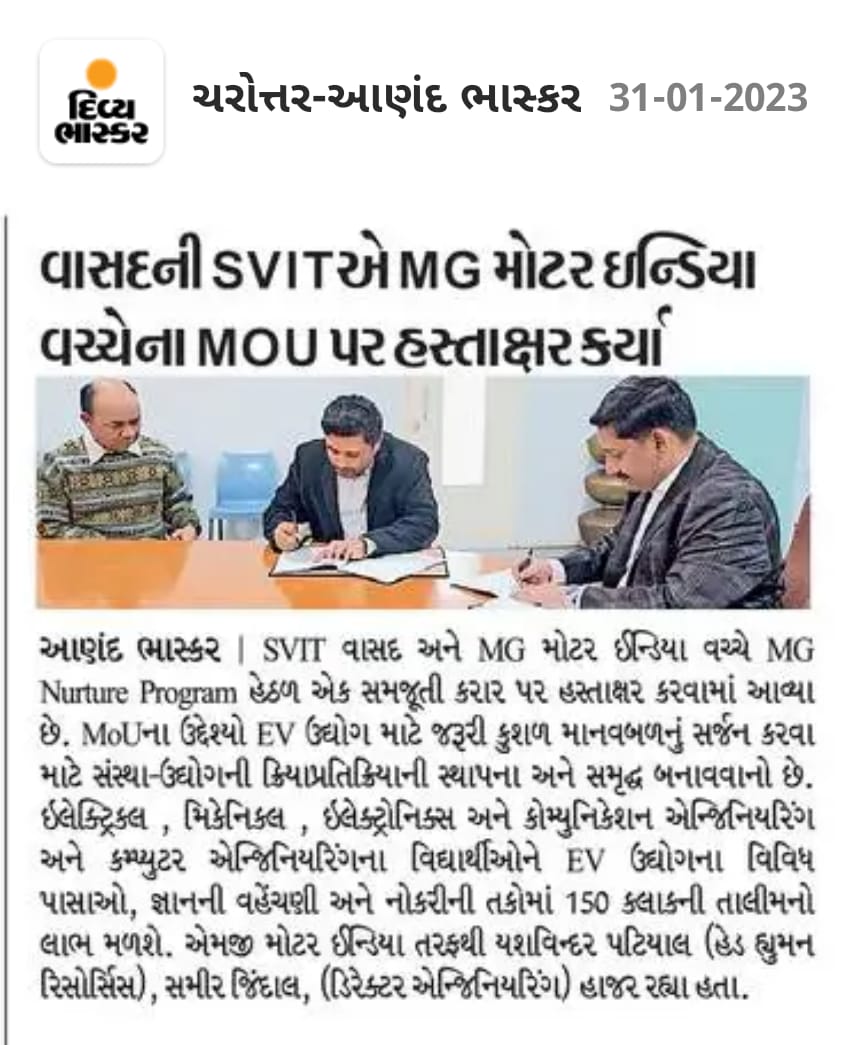 દિવ્ય
ભાસ્કર
ચરોત્તર-આણંદ ભાસ્કર 31-01-2023
વાસદની SVITએ MG મોટર ઇન્ડિયા
વચ્ચેના MOU પર હસ્તાક્ષર કર્યા
આણંદ ભાસ્કર | SVIT વાસદ અને MG મોટર ઈન્ડિયા વચ્ચે MG
Nurture Program હેઠળ એક સમજૂતી કરાર પર હસ્તાક્ષર કરવામાં આવ્યા
છે. MoUના ઉદ્દેશ્યો EV ઉદ્યોગ માટે જરૂરી કુશળ માનવબળનું સર્જન કરવા
માટે સંસ્થા-ઉદ્યોગની ક્રિયાપ્રતિક્રિયાની સ્થાપના અને સમૃદ્ધ બનાવવાનો છે.
ઇલેક્ટ્રિકલ , મિકેનિકલ , ઇલેક્ટ્રોનિક્સ અને કોમ્યુનિકેશન એન્જિનિયરિંગ
અને કમ્પ્યુટર એન્જિનિયરિંગના વિદ્યાર્થીઓને EV ઉદ્યોગના વિવિધ
પાસાઓ, જ્ઞાનની વહેંચણી અને નોકરીની તકોમાં 150 કલાકની તાલીમનો
લાભ મળશે. એમજી મોટર ઈન્ડિયા તરફથી યશવિન્દર પટિયાલ (હેડ હ્યુમન
રિસોર્સિસ), સમીર જિંદાલ, (ડિરેક્ટર એન્જિનિયરિંગ) હાજર રહ્યા હતા.